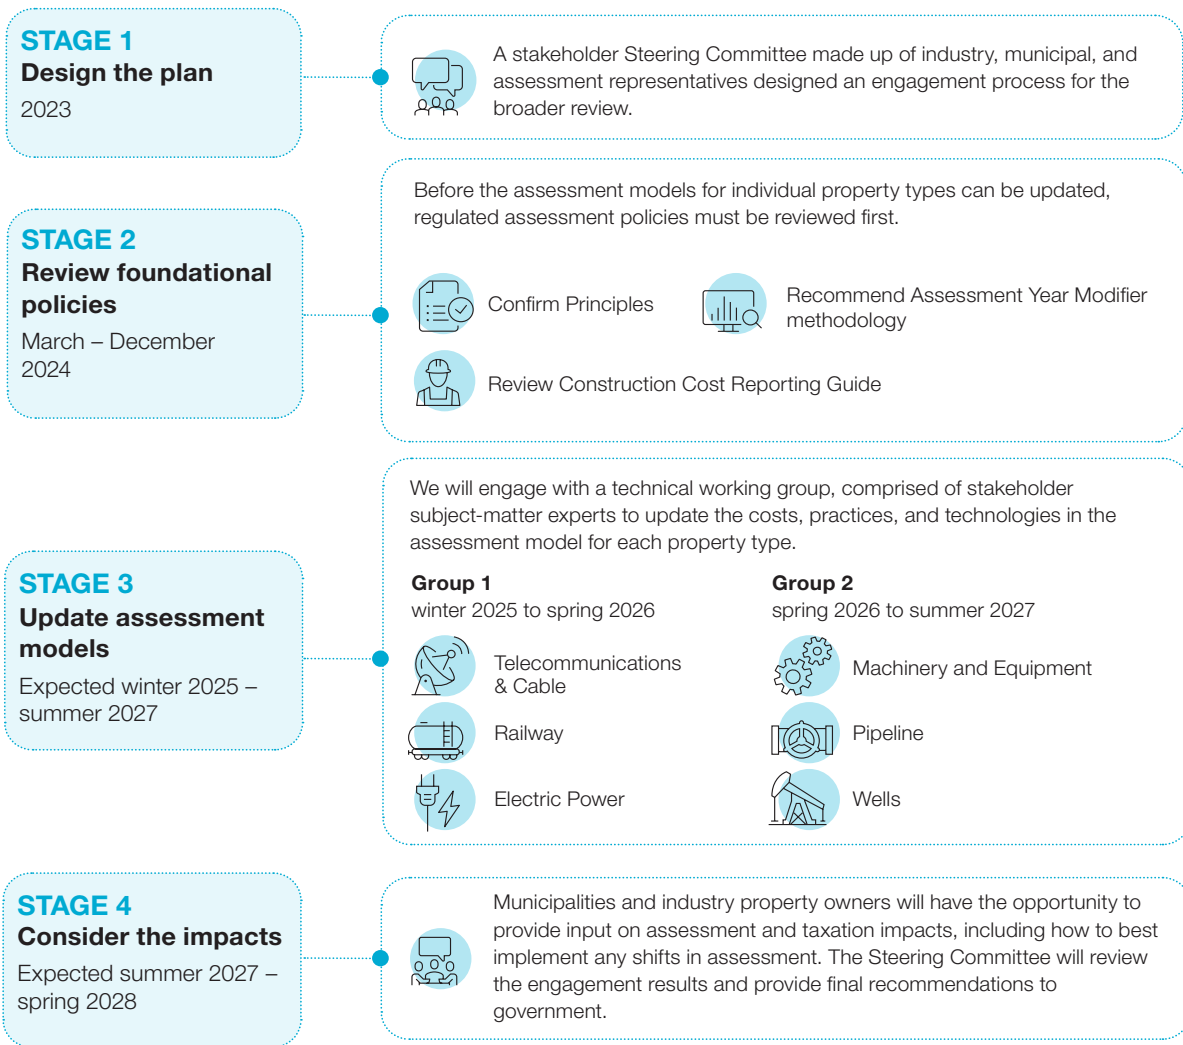 STAGE 1
Design the plan
2023
A stakeholder Steering Committee made up of industry, municipal, and
assessment representatives designed an engagement process for the
broader review.
STAGE 2
Review foundational
policies
March – December
2024
Before the assessment models for individual property types can be updated,
regulated assessment policies must be reviewed first.
Confirm Principles
Recommend Assessment Year Modifier
methodology
Review Construction Cost Reporting Guide
STAGE 3
Update assessment
models
Expected winter 2025 –
summer 2027
We will engage with a technical working group, comprised of stakeholder
subject-matter experts to update the costs, practices, and technologies in the
assessment model for each property type.
Group 1
winter 2025 to spring 2026
Telecommunications
& Cable
Railway
Electric Power
Group 2
spring 2026 to summer 2027
Machinery and Equipment
Pipeline
Wells
STAGE 4
Consider the impacts
Expected summer 2027 –
spring 2028
Municipalities and industry property owners will have the opportunity to
provide input on assessment and taxation impacts, including how to best
implement any shifts in assessment. The Steering Committee will review
the engagement results and provide final recommendations to
government.